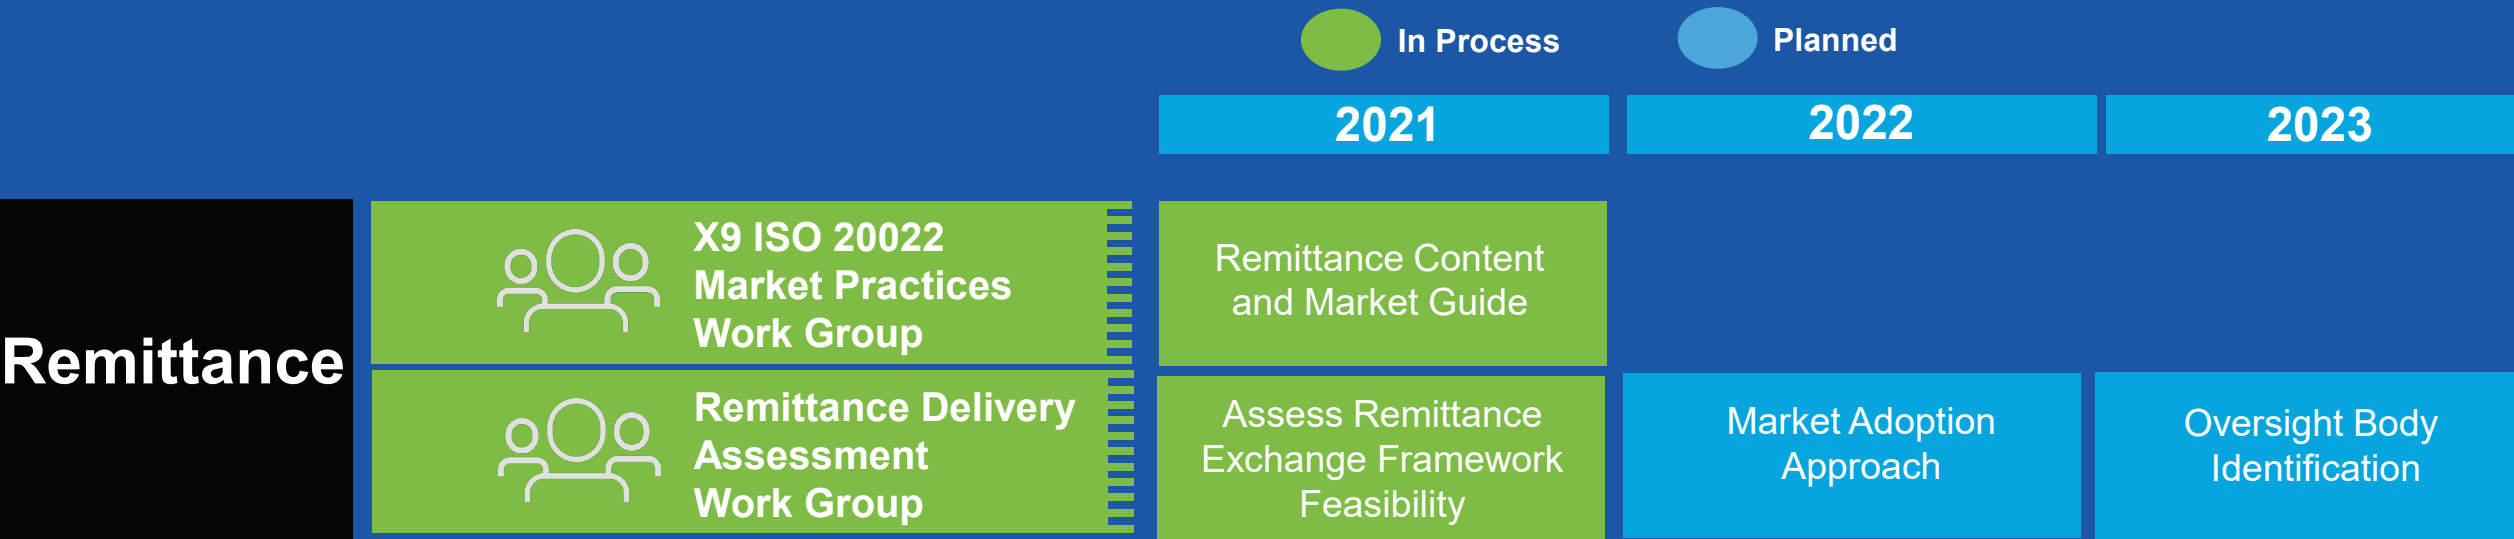 In Process
Planned
2021
2022
2023
Remittance
X9 ISO 20022
Market Practices
Work Group
Remittance Content
and Market Guide
Remittance Delivery
Assessment
Work Group
Assess Remittance
Exchange Framework
Feasibility
Market Adoption
Approach
Oversight Body
Identification